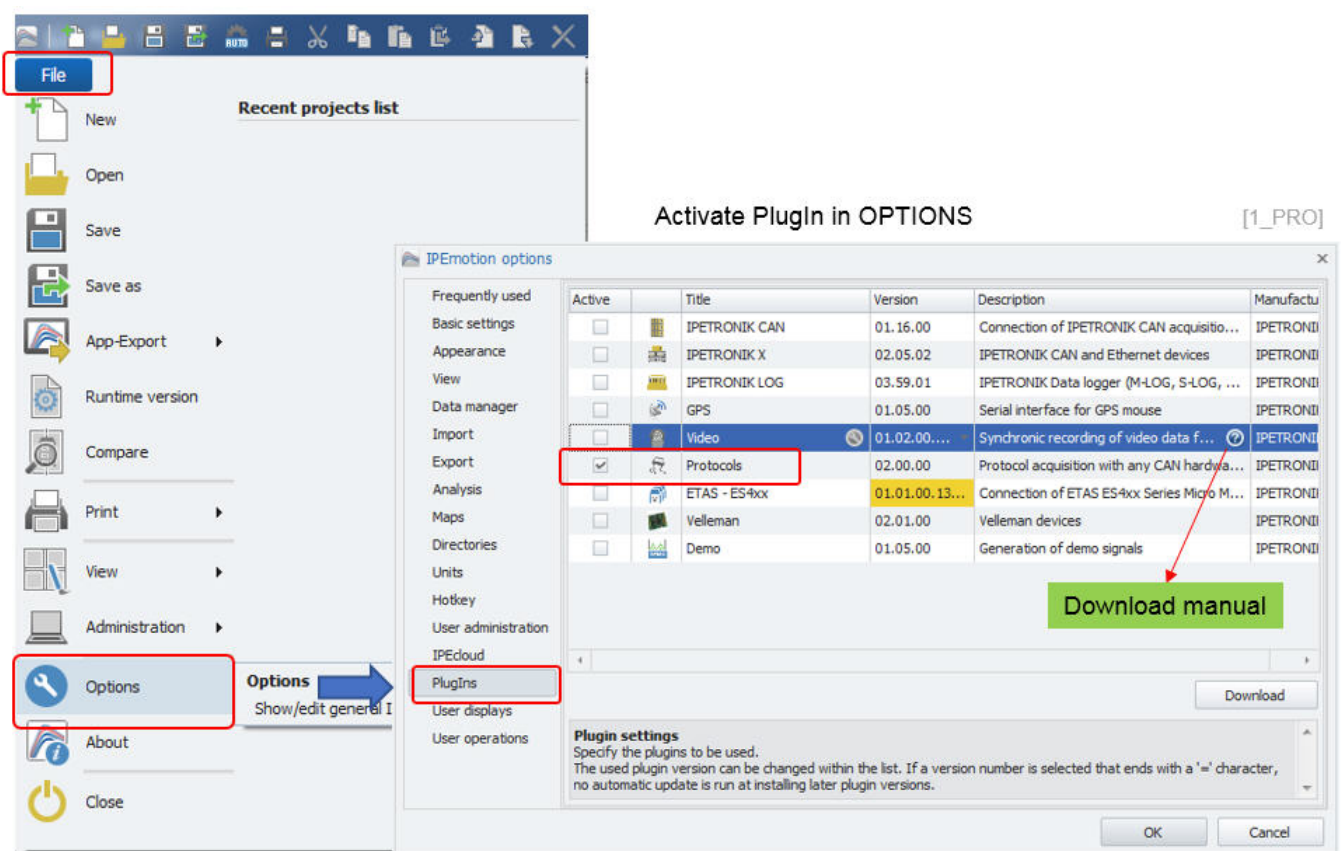 AUTO
File
New
Recent projects list
Open
Save
Save as
App-Export
Runtime version
Compare
Print
View
Administration
Options
Options
Show/edit general I
About
Close
Activate PlugIn in OPTIONS
[1_PRO]
IPEmotion options
Frequently used
Basic settings
Appearance
View
Data manager
Import
Export
Analysis
Maps
Directories
Units
Hotkey
User administration
IPEcloud
PlugIns
User displays
User operations
Active Title Version Description Manufactu
IPETRONIK CAN 01.16.00 Connection of IPETRONIK CAN acquisitio... IPETRONI
IPETRONIK X 02.05.02 IPETRONIK CAN and Ethernet devices IPETRONI
IPETRONIK LOG 03.59.01 IPETRONIK Data logger (M-LOG, S-LOG, ... IPETRONI
GPS 01.05.00 Serial interface for GPS mouse IPETRONI
Video 01.02.00.... Synchronic recording of video data f... IPETRONI
Protocols 02.00.00 Protocol acquisition with any CAN hardwa... IPETRONI
ETAS - ES4xx 01.01.00.13... Connection of ETAS ES4xx Series Micro M... IPETRONI
Velleman 02.01.00 Velleman devices IPETRONI
Demo 01.05.00 Generation of demo signals IPETRONI
Download manual
Download
Plugin settings
Specify the plugins to be used.
The used plugin version can be changed within the list. If a version number is selected that ends with a '=' character,
no automatic update is run at installing later plugin versions.
OK
Cancel